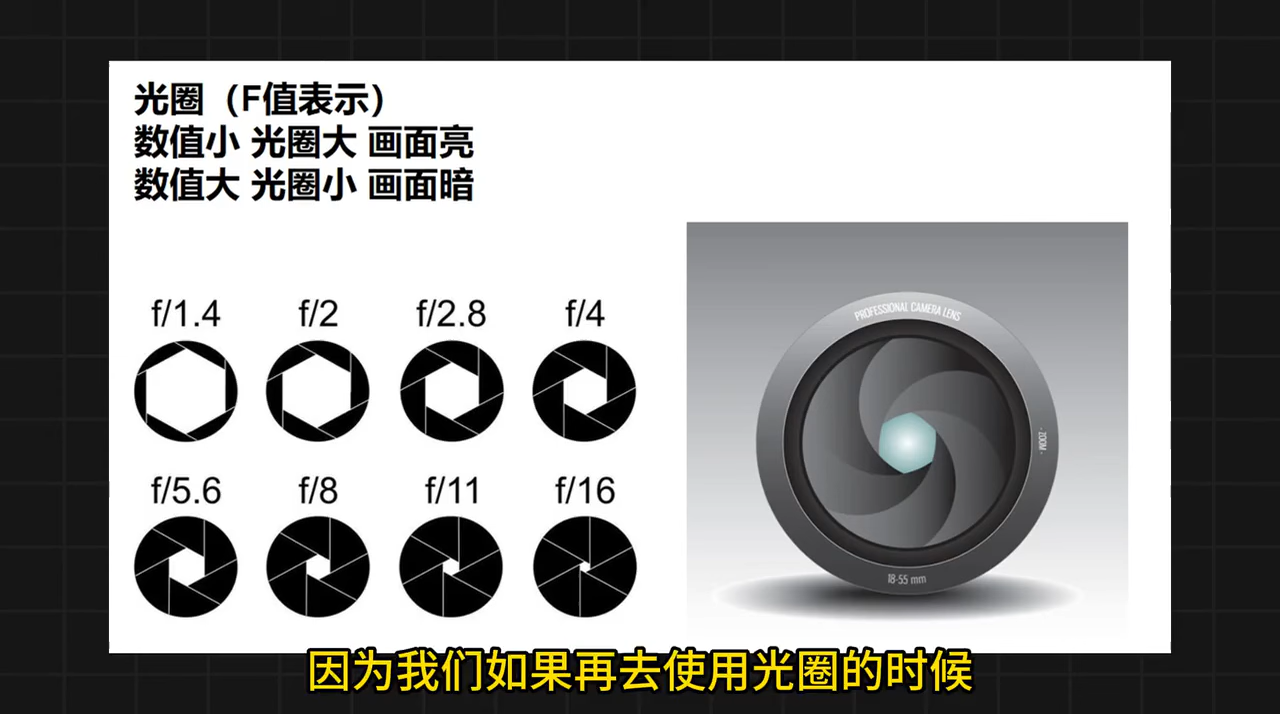 光圈（F值表示）
数值小 光圈大 画面亮
数值大 光圈小 画面暗
f/1.4 f/2 f/2.8 f/4
f/5.6 f/8 f/11 f/16
PROFESSIONAL CAMERA LENS
- ZOOM -
18-55 mm
因为我们如果再去使用光圈的时候